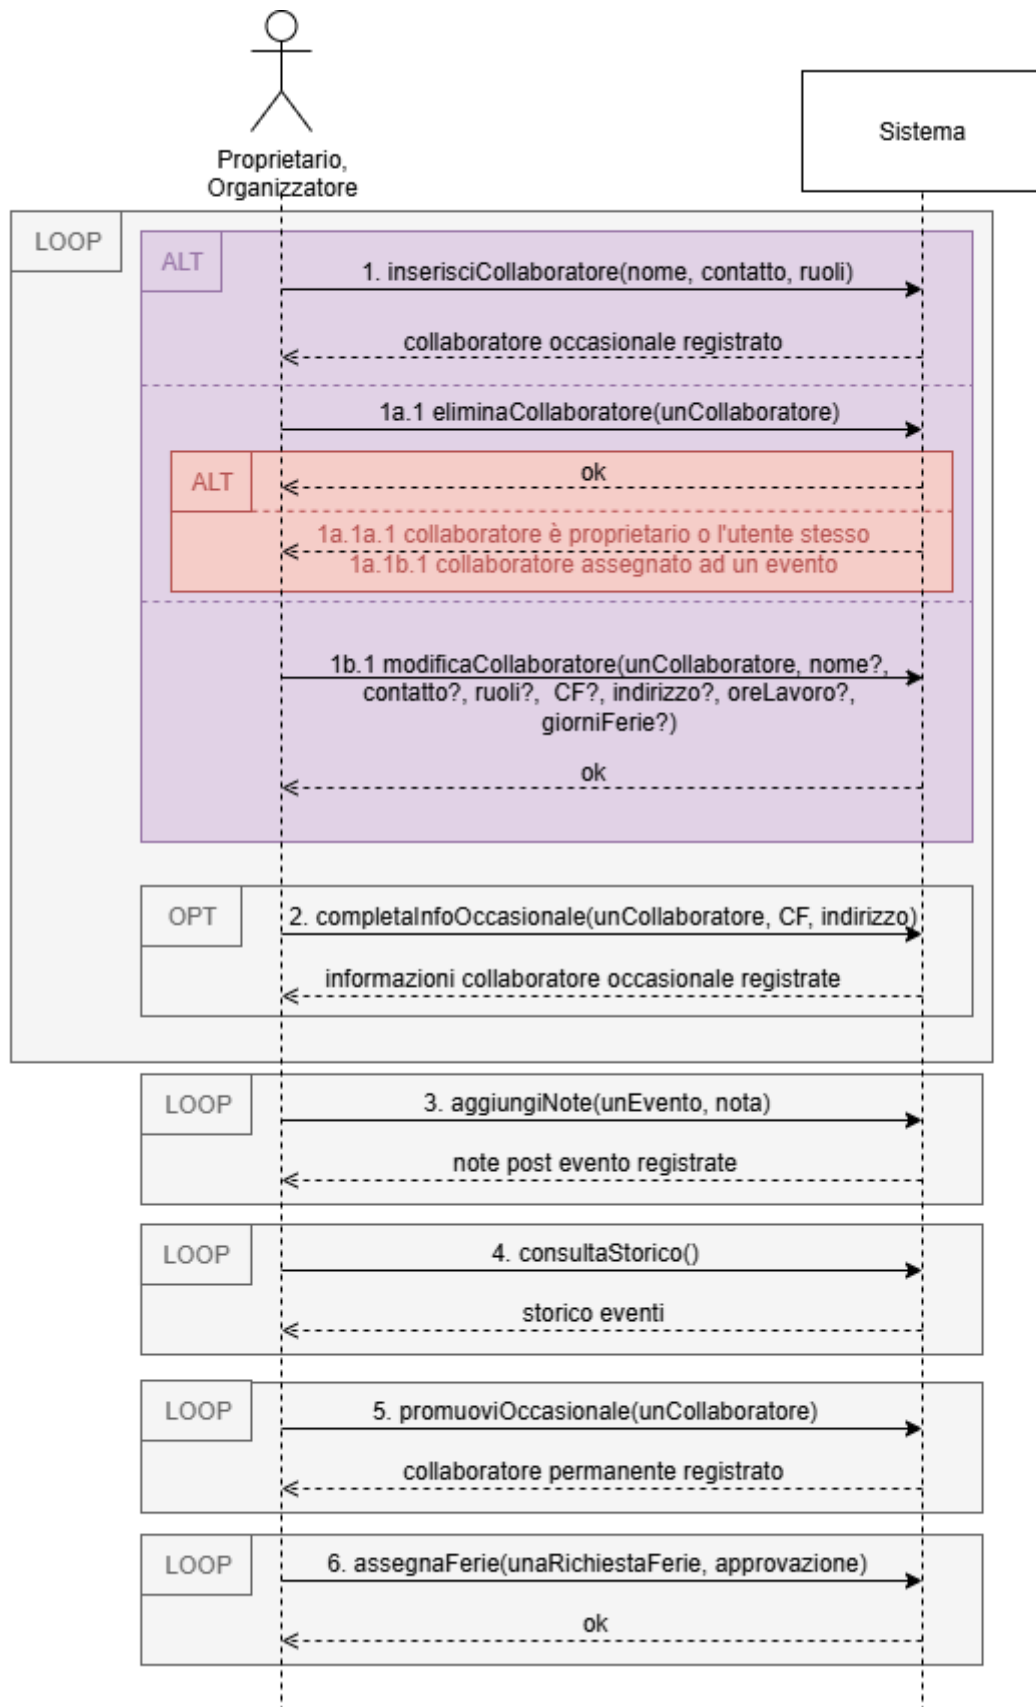 Proprietario,
Organizzatore
Sistema
LOOP
ALT
1. inserisciCollaboratore(nome, contatto, ruoli)
collaboratore occasionale registrato
1a.1 eliminaCollaboratore(unCollaboratore)
ALT
ok
1a.1a.1 collaboratore è proprietario o l'utente stesso
1a.1b.1 collaboratore assegnato ad un evento
1b.1 modificaCollaboratore(unCollaboratore, nome?,
contatto?, ruoli?, CF?, indirizzo?, oreLavoro?,
giorniFerie?)
ok
OPT
2. completaInfoOccasionale(unCollaboratore, CF, indirizzo)
informazioni collaboratore occasionale registrate
LOOP
3. aggiungiNote(unEvento, nota)
note post evento registrate
LOOP
4. consultaStorico()
storico eventi
LOOP
5. promuoviOccasionale(unCollaboratore)
collaboratore permanente registrato
LOOP
6. assegnaFerie(unaRichiestaFerie, approvazione)
ok